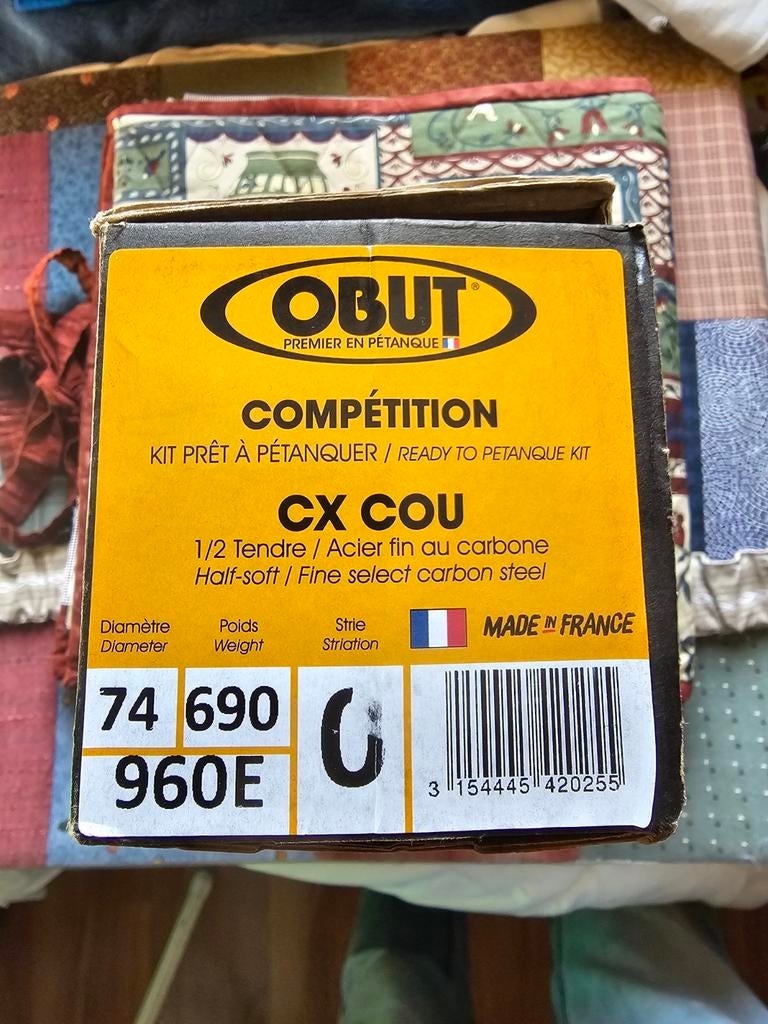 OBUT®
PREMIER EN PÉTANQUE
COMPÉTITION
KIT PRÊT À PÉTANQUER / READY TO PETANQUE KIT
CX COU
1/2 Tendre / Acier fin au carbone
Half-soft / Fine select carbon steel
Diamètre Poids Strie
Diameter Weight Striation
MADE IN FRANCE
74 690
960E
3 154445 420255